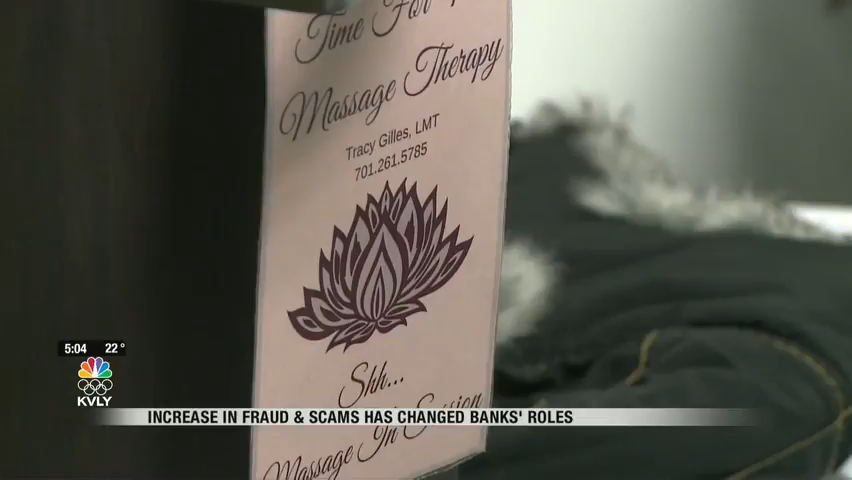 Time For
Massage Therapy
Tracy Gilles, LMT
701.261.5785
Shh...
Massage In Session
5:04 22°
KVLY
INCREASE IN FRAUD & SCAMS HAS CHANGED BANKS' ROLES